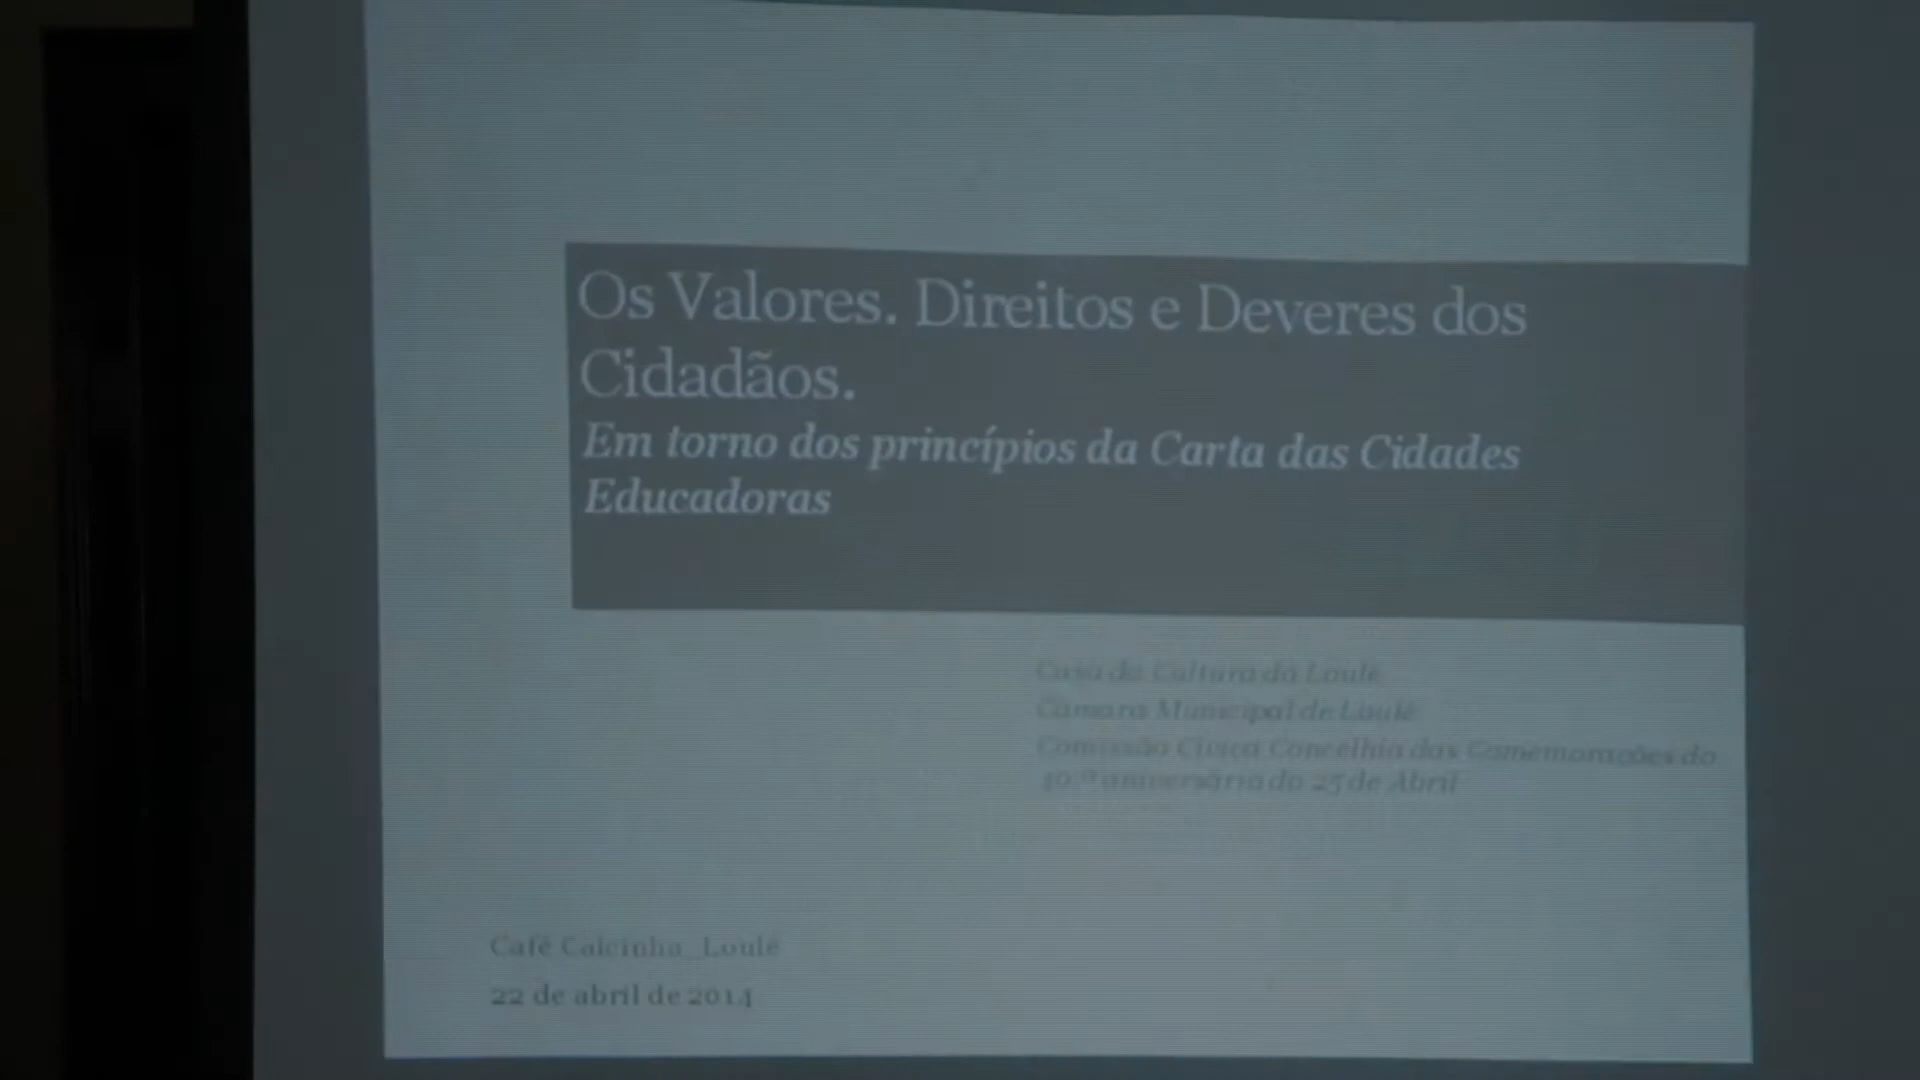 Os Valores. Direitos e Deveres dos
Cidadãos.
Em torno dos princípios da Carta das Cidades
Educadoras
Casa da Cultura da Loulé
Câmara Municipal de Loulé
Comissão Cívica Concelhia das Comemorações do
40.º aniversário do 25 de Abril
Café Calcinha_Loulé
22 de abril de 2014